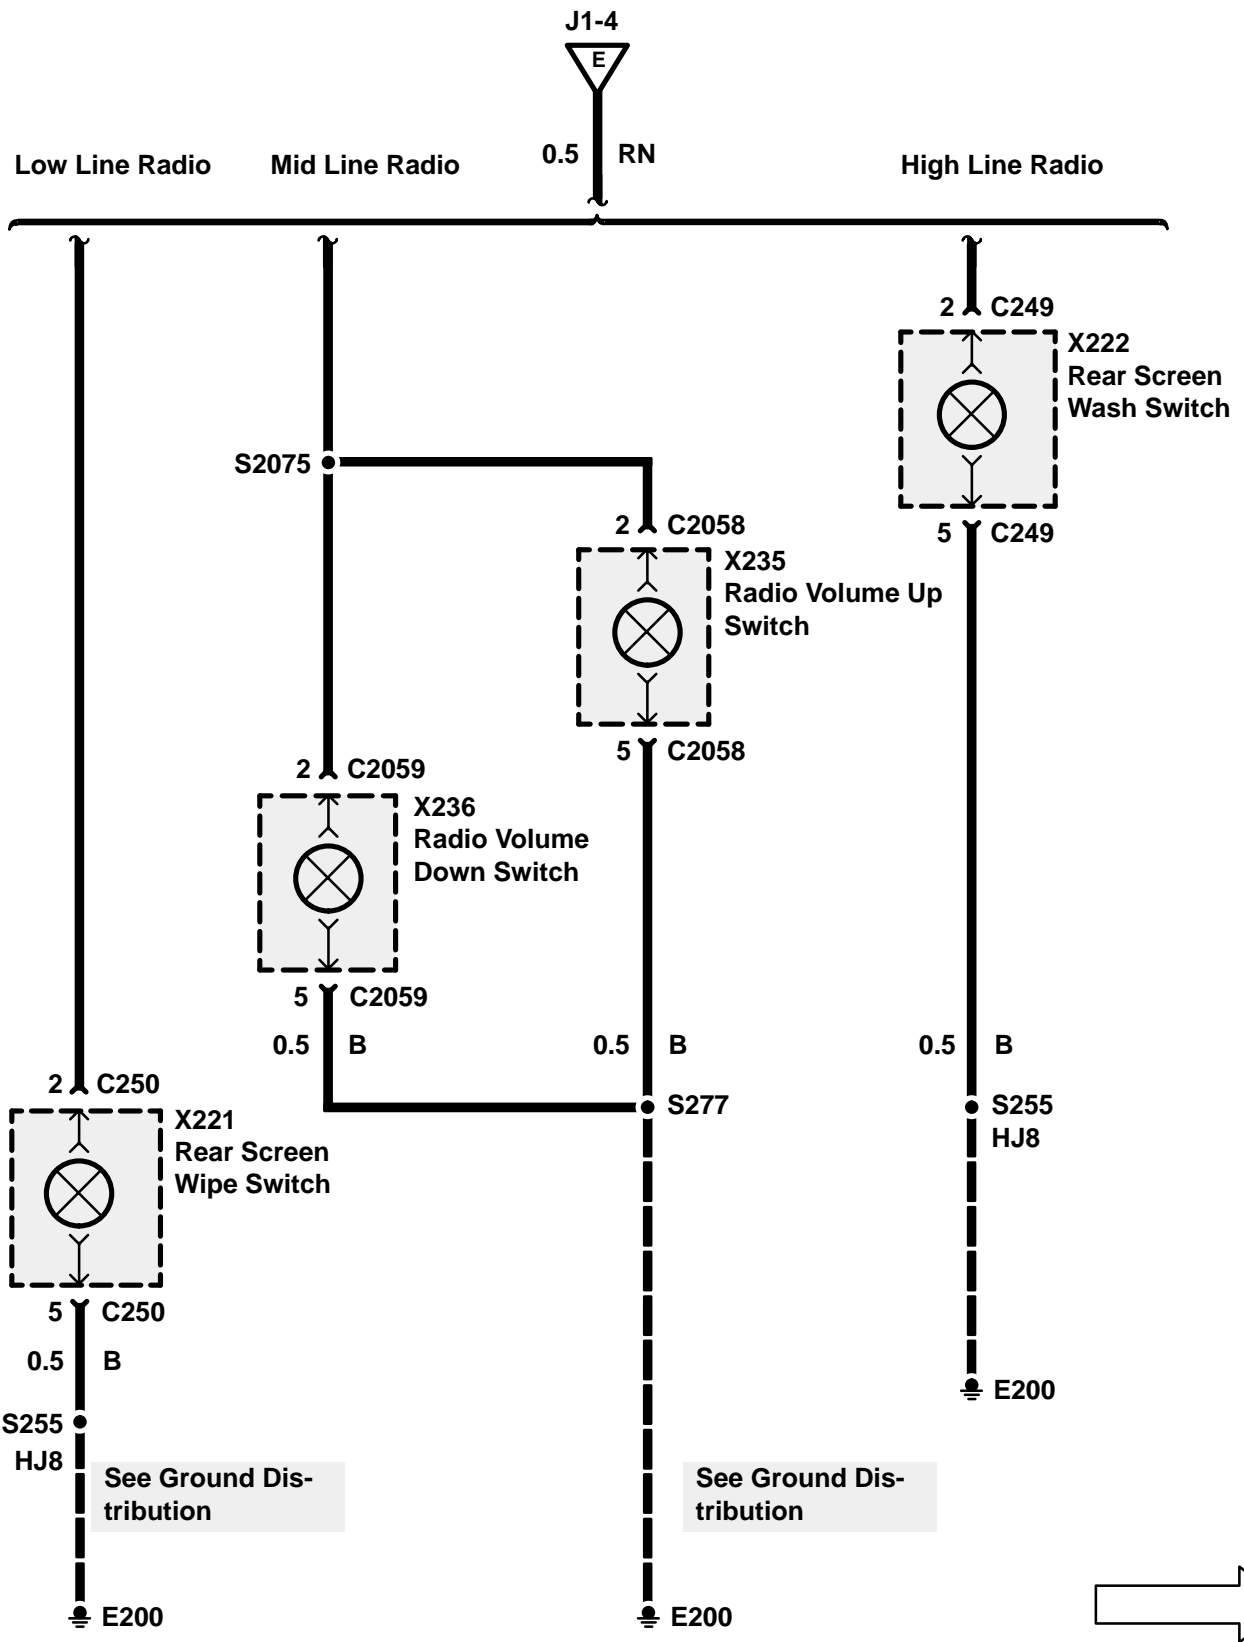 J1-4
E
0.5 RN
Low Line Radio
Mid Line Radio
High Line Radio
2 C249
X222
Rear Screen
Wash Switch
5 C249
S2075
2 C2058
X235
Radio Volume Up
Switch
5 C2058
2 C2059
X236
Radio Volume
Down Switch
5 C2059
0.5 B
0.5 B
0.5 B
S277
S255
HJ8
2 C250
X221
Rear Screen
Wipe Switch
5 C250
0.5 B
E200
S255
HJ8
See Ground Dis-
tribution
See Ground Dis-
tribution
E200
E200